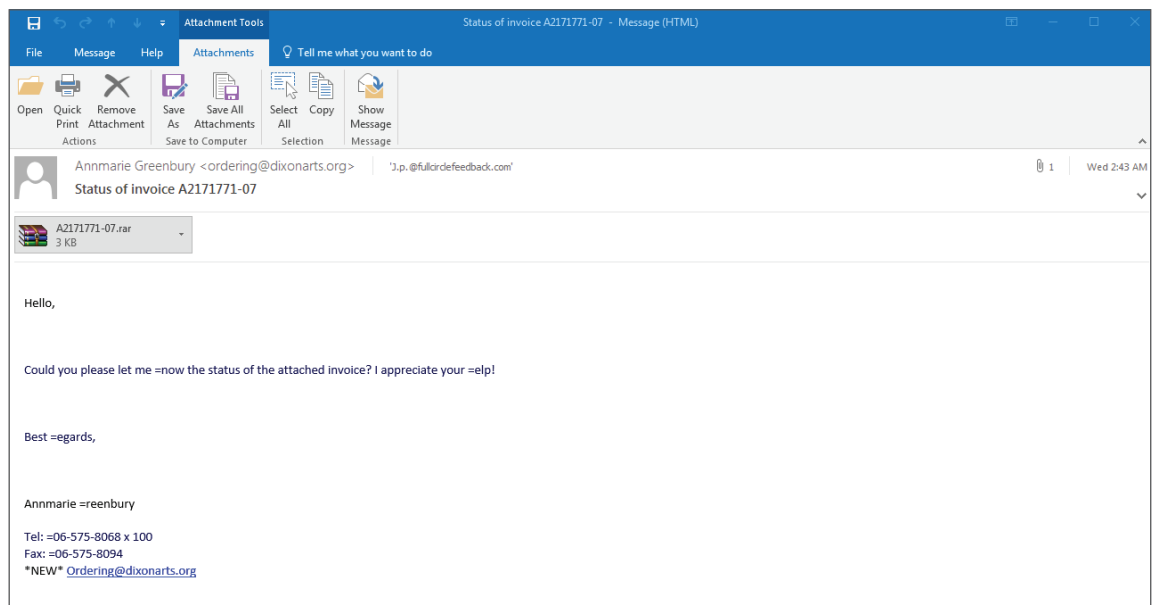 Attachment Tools
Status of invoice A2171771-07 - Message (HTML)
File Message Help Attachments Tell me what you want to do
Open Quick Print Remove Attachment Save As Save All Attachments Select All Copy Show Message
Actions Save to Computer Selection Message
Annmarie Greenbury <ordering@dixonarts.org> 'J.p.@fullcirclefeedback.com' 1 Wed 2:43 AM
Status of invoice A2171771-07
A2171771-07.rar
3 KB
Hello,
Could you please let me =now the status of the attached invoice? I appreciate your =elp!
Best =egards,
Annmarie =reenbury
Tel: =06-575-8068 x 100
Fax: =06-575-8094
*NEW* Ordering@dixonarts.org